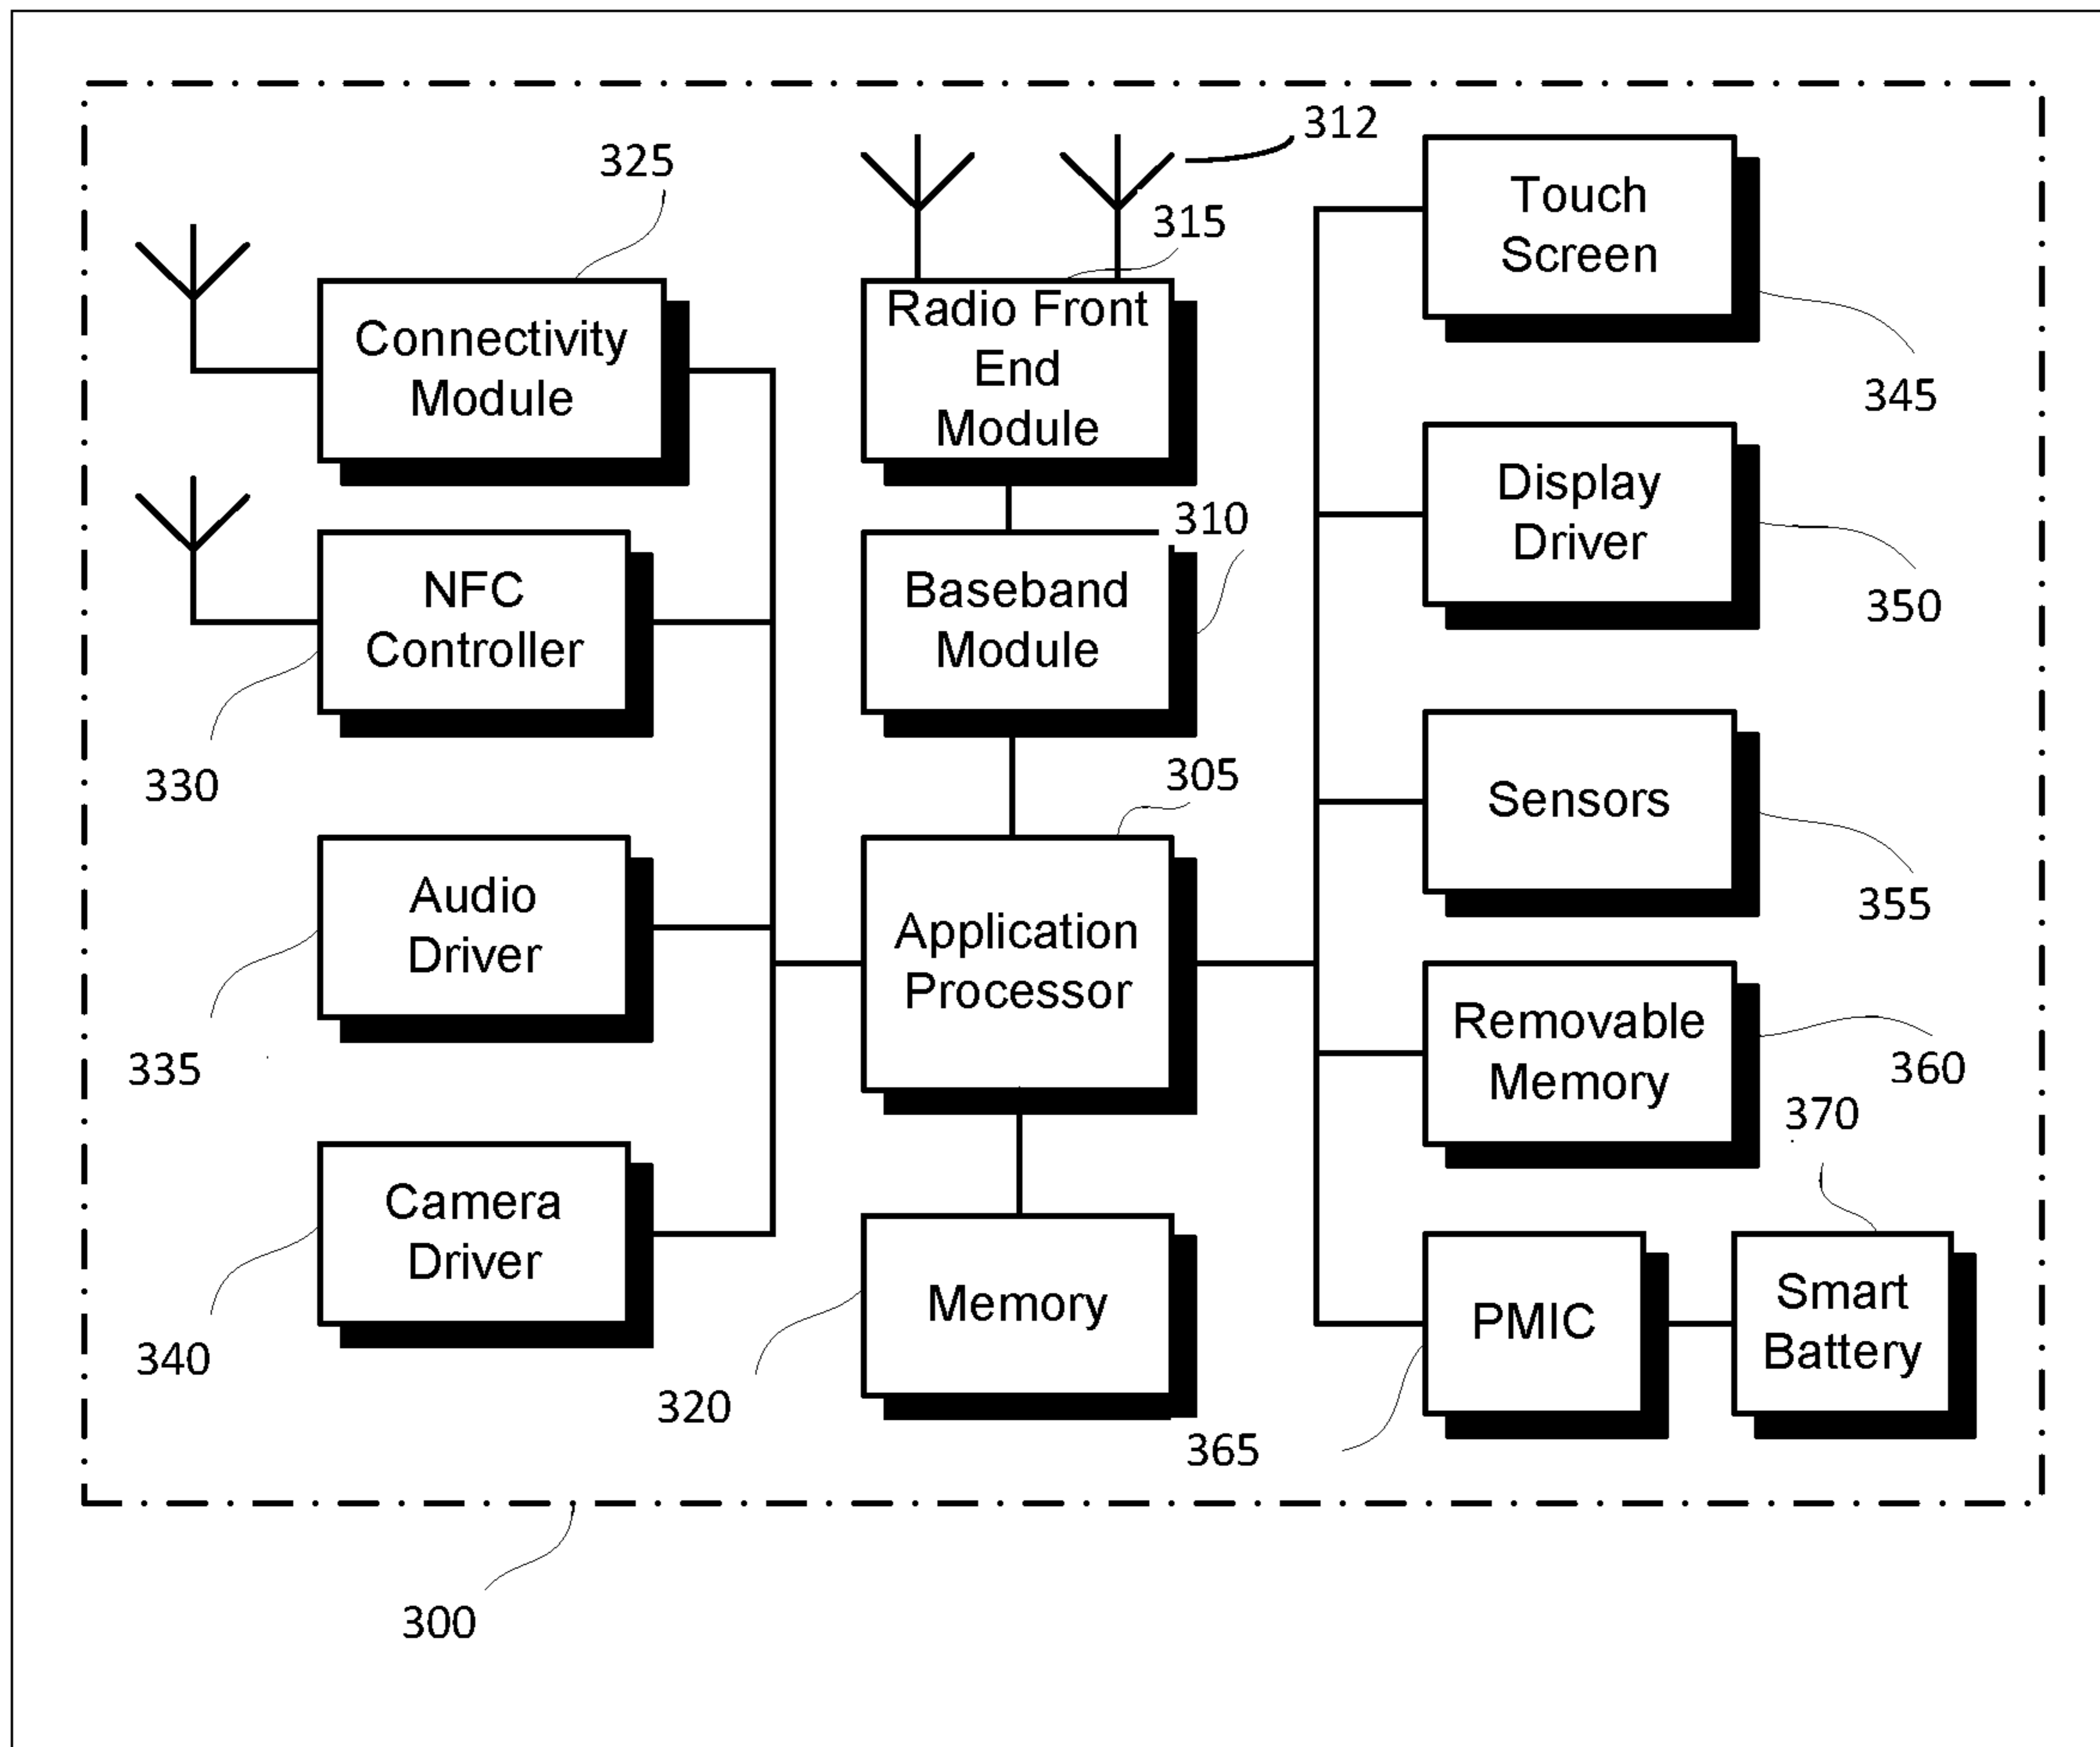 312
325
315
Touch
Screen
Radio Front
End
Module
Connectivity
Module
345
Display
Driver
310
350
NFC
Controller
Baseband
Module
330
305
Sensors
355
Audio
Driver
Application
Processor
335
Removable
Memory
360
370
Camera
Driver
Memory
PMIC
Smart
Battery
340
320
365
300